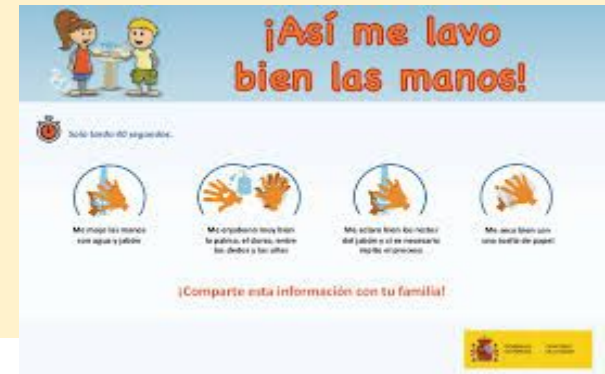 ¡Así me lavo
bien las manos!
Solo tardo 40 segundos.
Me mojo las manos
con agua y jabón
Me enjabono muy bien
la palma, el dorso, entre
los dedos y las uñas
Me aclaro bien los restos
del jabón y si es necesario
repito el proceso
Me seco bien con
una toalla de papel
¡Comparte esta información con tu familia!